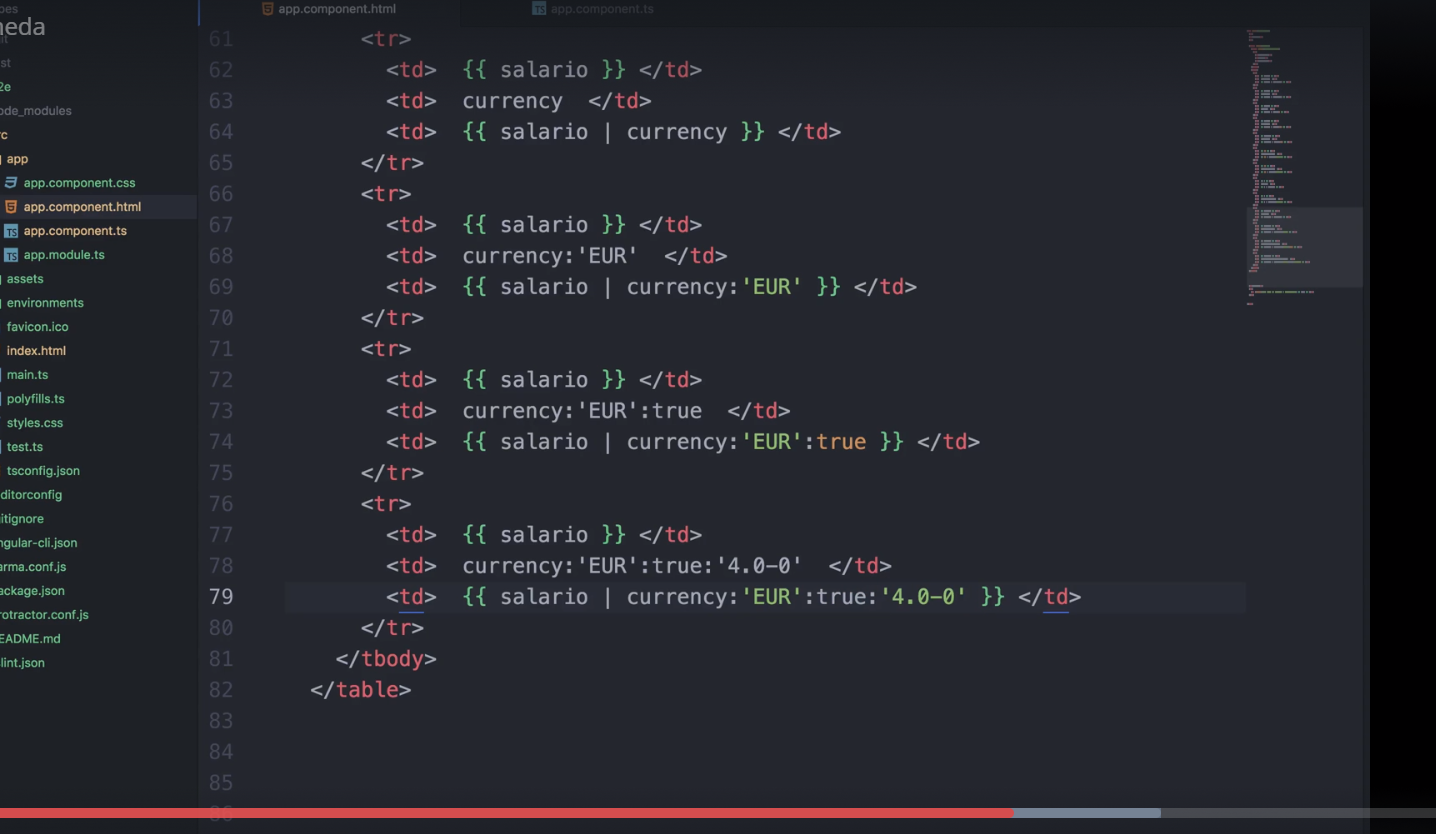 app.component.html
app.component.ts
61 <tr>
62 <td> {{ salario }} </td>
63 <td> currency </td>
64 <td> {{ salario | currency }} </td>
65 </tr>
66 <tr>
67 <td> {{ salario }} </td>
68 <td> currency:'EUR' </td>
69 <td> {{ salario | currency:'EUR' }} </td>
70 </tr>
71 <tr>
72 <td> {{ salario }} </td>
73 <td> currency:'EUR':true </td>
74 <td> {{ salario | currency:'EUR':true }} </td>
75 </tr>
76 <tr>
77 <td> {{ salario }} </td>
78 <td> currency:'EUR':true:'4.0-0' </td>
79 <td> {{ salario | currency:'EUR':true:'4.0-0' }} </td>
80 </tr>
81 </tbody>
82 </table>
83
84
85
86
neda
st
2e
ode_modules
rc
app
app.component.css
app.component.html
app.component.ts
app.module.ts
assets
environments
favicon.ico
index.html
main.ts
polyfills.ts
styles.css
test.ts
tsconfig.json
ditorconfig
itignore
ngular-cli.json
arma.conf.js
ackage.json
rotractor.conf.js
EADME.md
lint.json